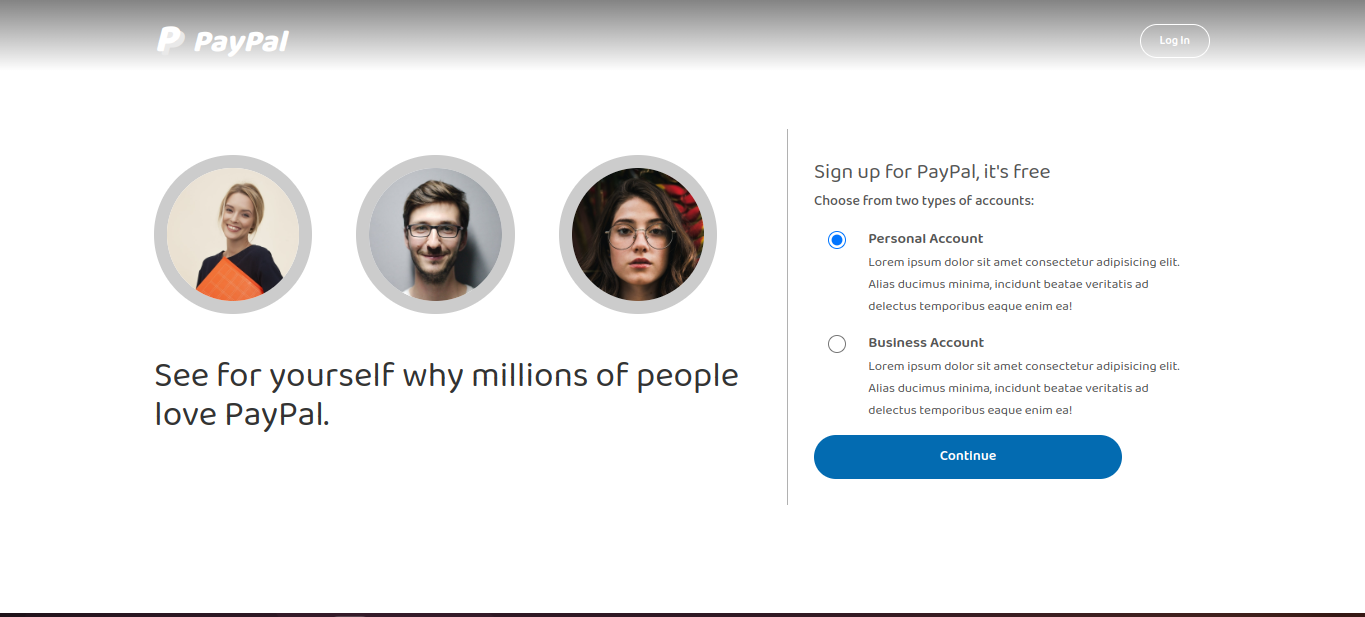 PayPal
Log In
See for yourself why millions of people
love PayPal.
Sign up for PayPal, it's free
Choose from two types of accounts:
Personal Account
Lorem ipsum dolor sit amet consectetur adipisicing elit.
Alias ducimus minima, incidunt beatae veritatis ad
delectus temporibus eaque enim ea!
Business Account
Lorem ipsum dolor sit amet consectetur adipisicing elit.
Alias ducimus minima, incidunt beatae veritatis ad
delectus temporibus eaque enim ea!
Continue